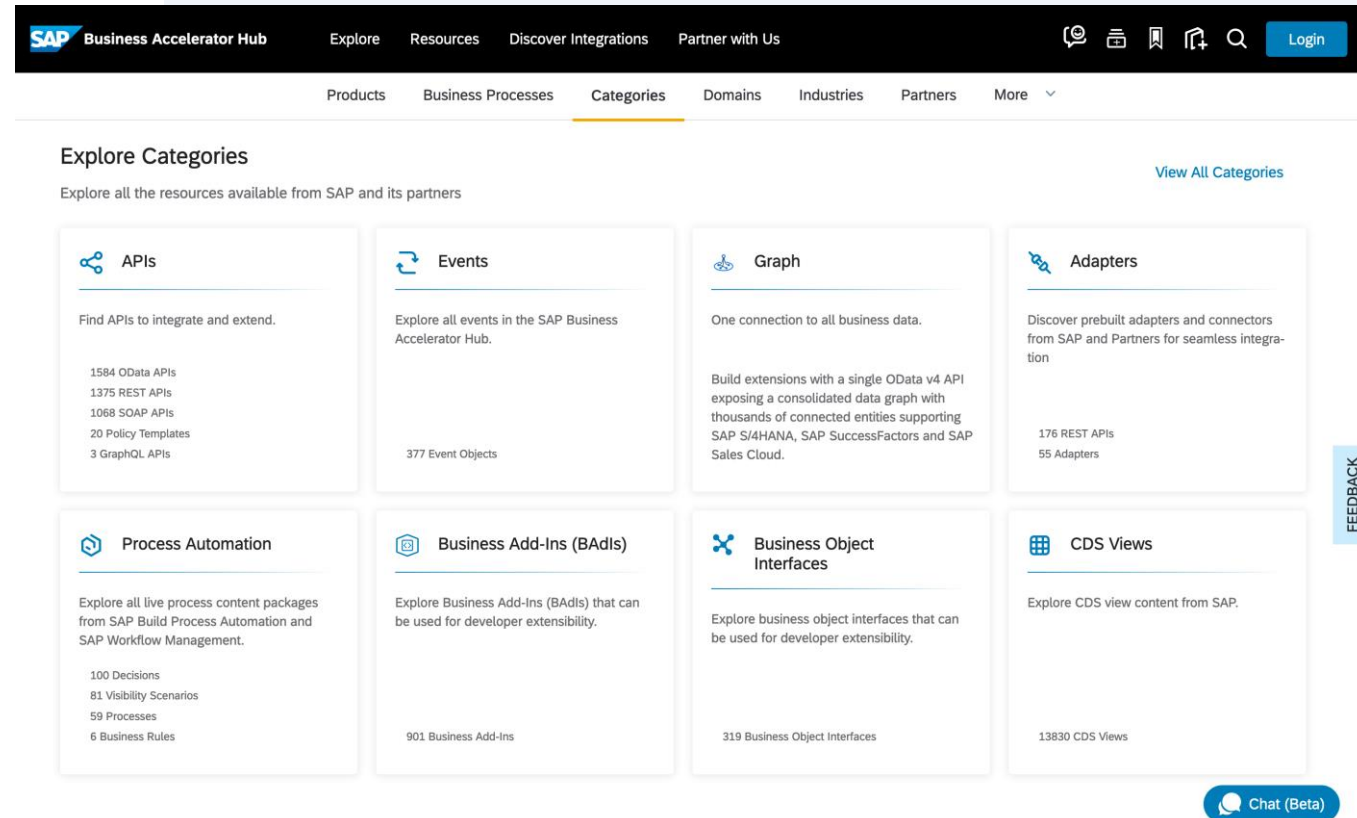 SAP Business Accelerator Hub Explore Resources Discover Integrations Partner with Us Login
Products Business Processes Categories Domains Industries Partners More
Explore Categories
View All Categories
Explore all the resources available from SAP and its partners
APIs
Find APIs to integrate and extend.
1584 OData APIs
1375 REST APIs
1068 SOAP APIs
20 Policy Templates
3 GraphQL APIs
Events
Explore all events in the SAP Business
Accelerator Hub.
377 Event Objects
Graph
One connection to all business data.
Build extensions with a single OData v4 API
exposing a consolidated data graph with
thousands of connected entities supporting
SAP S/4HANA, SAP SuccessFactors and SAP
Sales Cloud.
Adapters
Discover prebuilt adapters and connectors
from SAP and Partners for seamless integra-
tion
176 REST APIs
55 Adapters
FEEDBACK
Process Automation
Explore all live process content packages
from SAP Build Process Automation and
SAP Workflow Management.
100 Decisions
81 Visibility Scenarios
59 Processes
6 Business Rules
Business Add-Ins (BAdIs)
Explore Business Add-Ins (BAdIs) that can
be used for developer extensibility.
901 Business Add-Ins
Business Object
Interfaces
Explore business object interfaces that can
be used for developer extensibility.
319 Business Object Interfaces
CDS Views
Explore CDS view content from SAP.
13830 CDS Views
Chat (Beta)